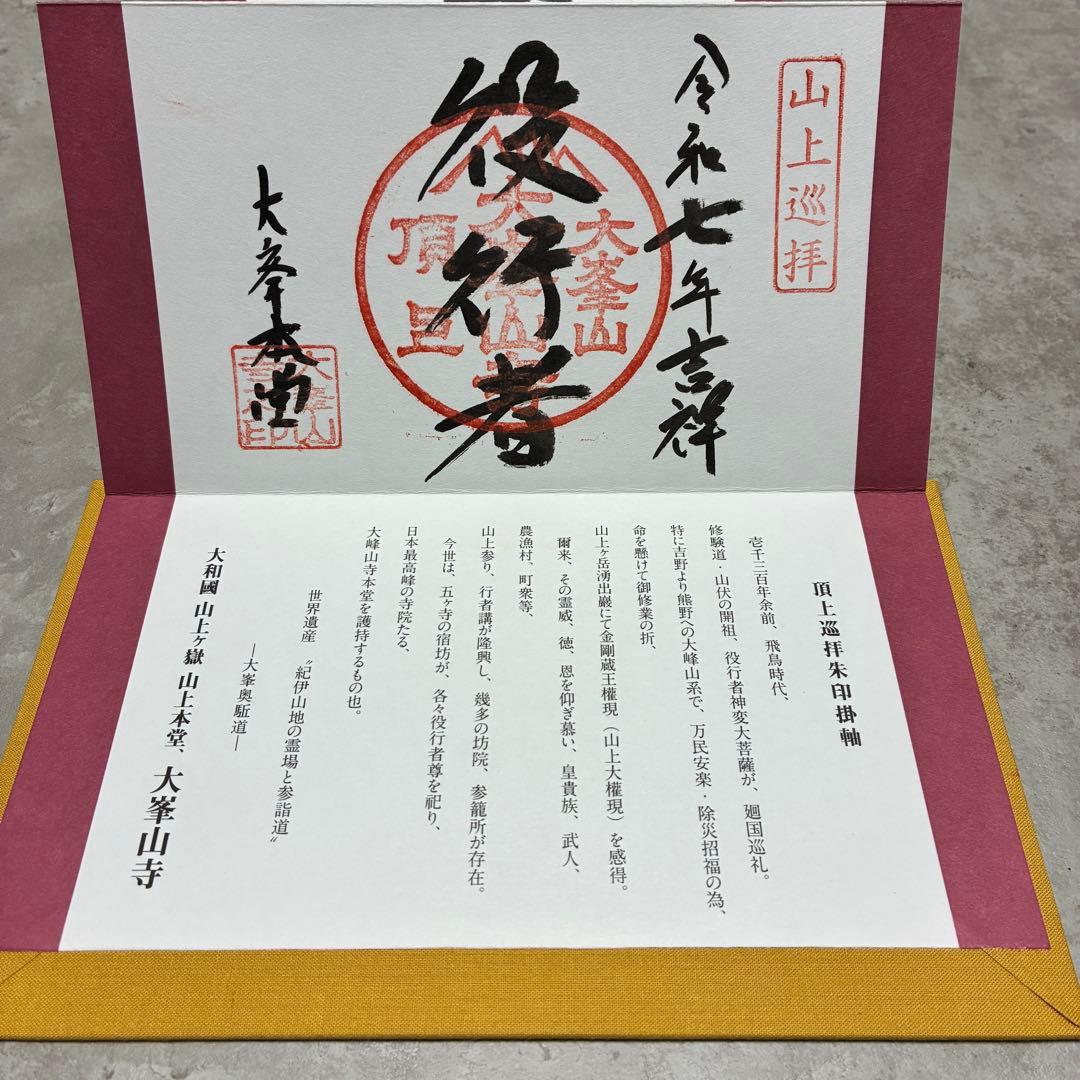 山上巡拝
令和七年吉祥
役行者
大峯山
頂上
大峯本堂
頂上巡拝朱印掛軸
壱千三百年余前、飛鳥時代、
修験道・山伏の開祖、役行者神変大菩薩が、廻国巡礼。
特に吉野より熊野への大峰山系で、万民安楽・除災招福の為、
命を懸けて御修業の折、
山上ヶ岳湧出巖にて金剛蔵王権現（山上大権現）を感得。
爾来、その霊威、徳、恩を仰ぎ慕い、皇貴族、武人、
農漁村、町衆等、
山上参り、行者講が隆興し、幾多の坊院、参籠所が存在。
今世は、五ヶ寺の宿坊が、各々役行者尊を祀り、
日本最高峰の寺院たる、
大峰山寺本堂を護持するもの也。
世界遺産 〝紀伊山地の霊場と参詣道〟
―大峯奥駈道―
大和國 山上ヶ嶽 山上本堂、大峯山寺